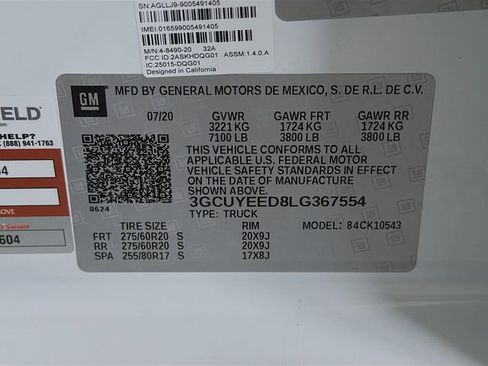 SN:AGLLJ9-9005491405
IMEI:016599005491405
M/N:4-8490-20 32A
FCC ID:2ASKHDQG01 ASSM:1.4.0.A
IC:25015-DQG01
Designed in California
ELD
HELP?
(888) 941-1763
MOVE
Serial#
604
GM
MFD BY GENERAL MOTORS DE MEXICO, S. DE R.L. DE C.V.
07/20 GVWR GAWR FRT GAWR RR
3221 KG 1724 KG 1724 KG
7100 LB 3800 LB 3800 LB
THIS VEHICLE CONFORMS TO ALL
APPLICABLE U.S. FEDERAL MOTOR
VEHICLE SAFETY STANDARDS IN EFFECT
ON THE DATE OF MANUFACTURE
SHOWN ABOVE
8624
3GCUYEED8LG367554
TYPE: TRUCK MODEL: 84CK10543
TIRE SIZE RIM
FRT 275/60R20 S 20X9J
RR 275/60R20 S 20X9J
SPA 255/80R17 S 17X8J